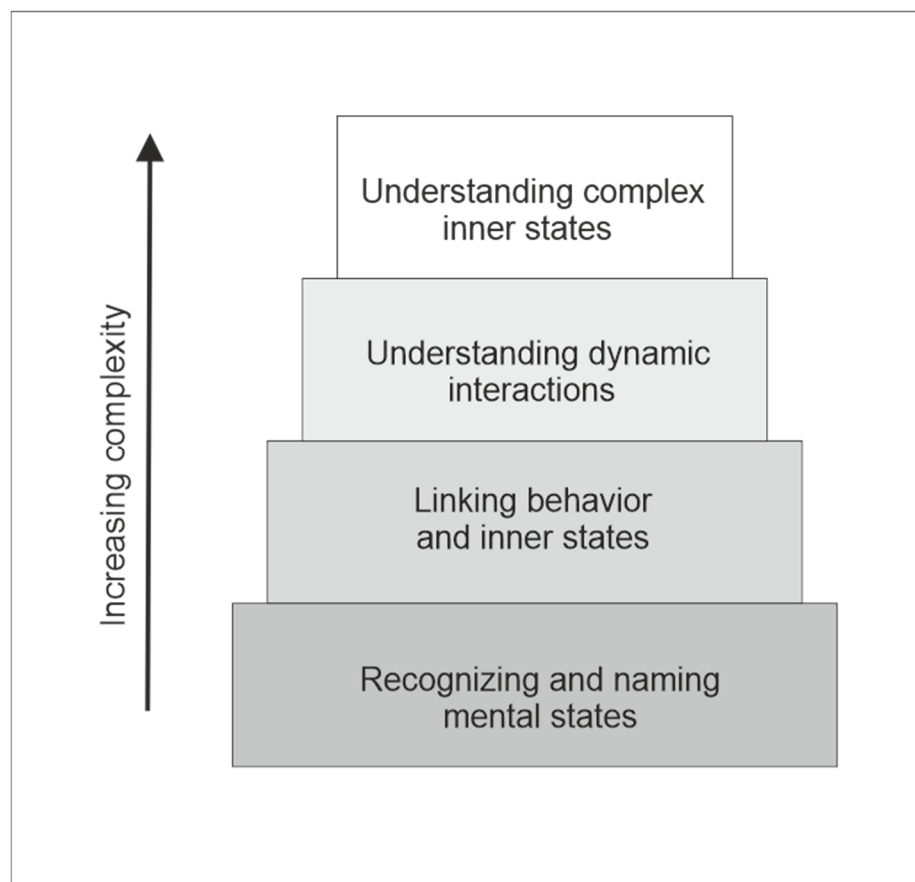 Understanding complex
inner states
Understanding dynamic
interactions
Linking behavior
and inner states
Recognizing and naming
mental states
Increasing complexity